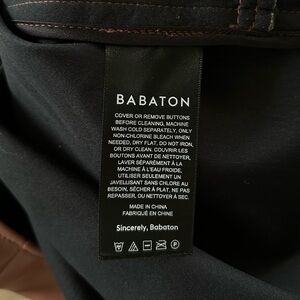 BABATON
COVER OR REMOVE BUTTONS
BEFORE CLEANING, MACHINE
WASH COLD SEPARATELY, ONLY
NON-CHLORINE BLEACH WHEN
NEEDED, DRY FLAT, DO NOT IRON,
OR DRY CLEAN. COUVRIR LES
BOUTONS AVANT DE NETTOYER,
LAVER SÉPARÉMENT À LA
MACHINE À L'EAU FROIDE,
UTILISER SEULEMENT UN
JAVELLISANT SANS CHLORE AU
BESOIN, SÉCHER À PLAT, NE PAS
REPASSER, OU NETTOYER À SEC.
MADE IN CHINA
FABRIQUÉ EN CHINE
Sincerely, Babaton